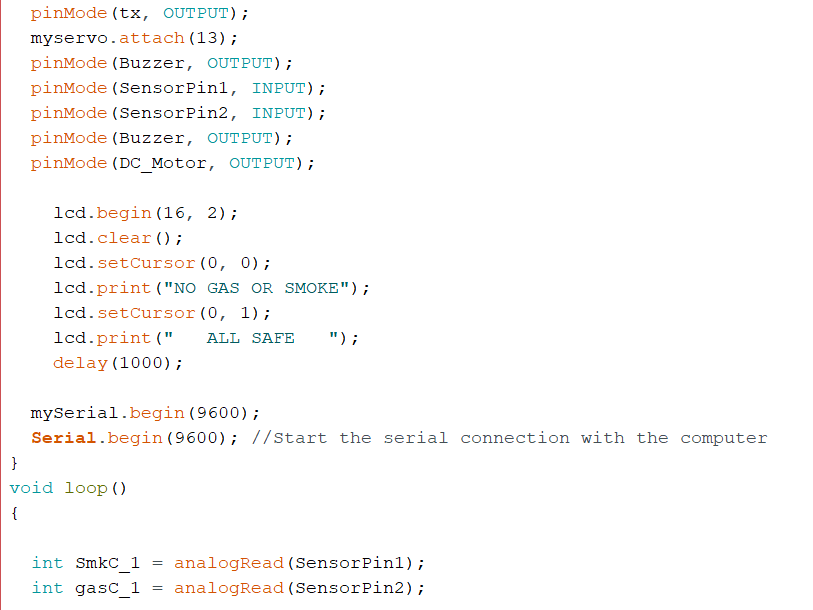 pinMode(tx, OUTPUT);
myservo.attach(13);
pinMode(Buzzer, OUTPUT);
pinMode(SensorPin1, INPUT);
pinMode(SensorPin2, INPUT);
pinMode(Buzzer, OUTPUT);
pinMode(DC_Motor, OUTPUT);
lcd.begin(16, 2);
lcd.clear();
lcd.setCursor(0, 0);
lcd.print("NO GAS OR SMOKE");
lcd.setCursor(0, 1);
lcd.print("   ALL SAFE   ");
delay(1000);
mySerial.begin(9600);
Serial.begin(9600); //Start the serial connection with the computer
}
void loop()
{
int SmkC_1 = analogRead(SensorPin1);
int gasC_1 = analogRead(SensorPin2);